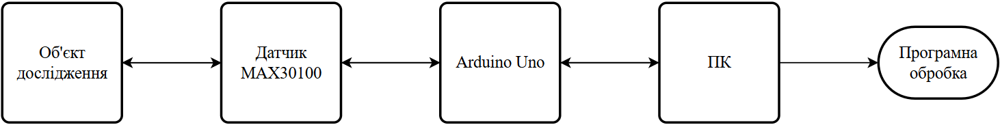 Об'єкт
дослідження
Датчик
MAX30100
Arduino Uno
ПК
Програмна
обробка